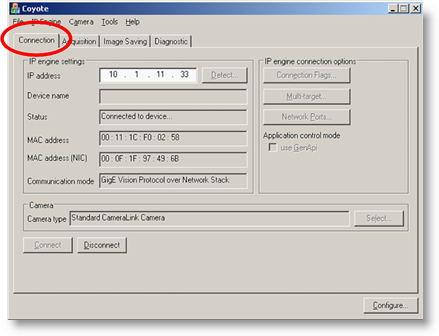 Coyote
File IP Engine Camera Tools Help
Connection Acquisition Image Saving Diagnostic
IP engine settings
IP address 10 . 1 . 11 . 33 Detect...
Device name
Status Connected to device...
MAC address 00 : 11 : 1C : F0 : 02 : 58
MAC address (NIC) 00 : 0F : 1F : 97 : 49 : 6B
Communication mode GigE Vision Protocol over Network Stack
IP engine connection options
Connection Flags...
Multi-target...
Network Ports...
Application control mode
use GenApi
Camera
Camera type Standard CameraLink Camera Select...
Connect Disconnect
Configure...